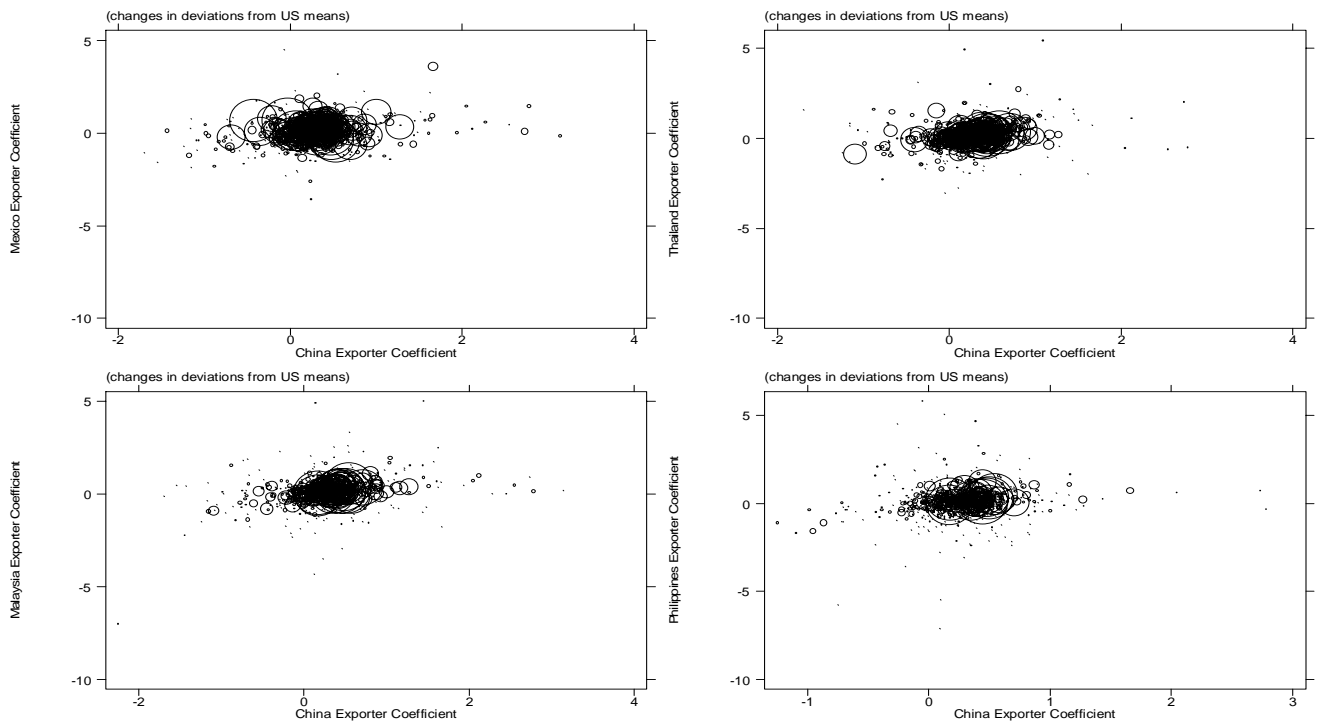 (changes in deviations from US means)
Mexico Exporter Coefficient
5
0
-5
-10
-2
0
2
4
China Exporter Coefficient
(changes in deviations from US means)
Thailand Exporter Coefficient
5
0
-5
-10
-2
0
2
4
China Exporter Coefficient
(changes in deviations from US means)
Malaysia Exporter Coefficient
5
0
-5
-10
-2
0
2
4
China Exporter Coefficient
(changes in deviations from US means)
Philippines Exporter Coefficient
5
0
-5
-10
-1
0
1
2
3
China Exporter Coefficient